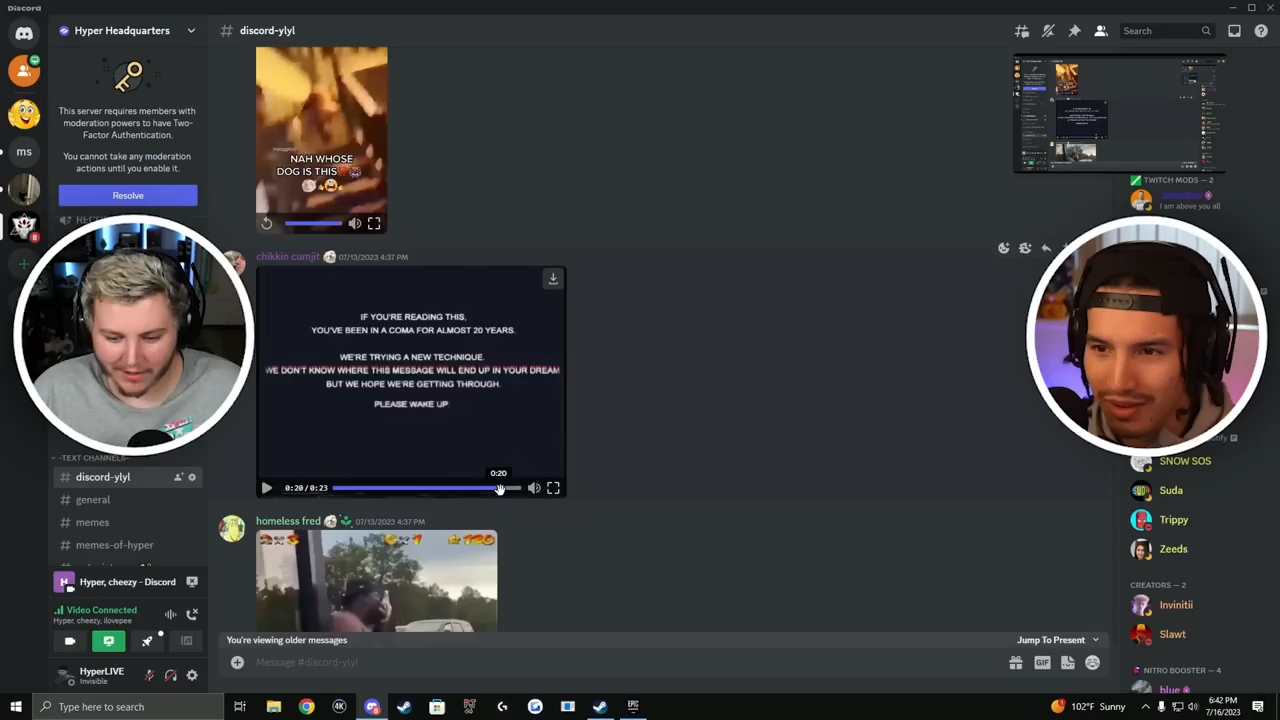 Discord
Hyper Headquarters
discord-ylyl
Search
This server requires members
with moderation powers to have Two-
Factor Authentication.
You cannot take any moderation
actions until you enable it.
Resolve
NAH WHOSE
DOG IS THIS
chikkin cumjit 07/13/2023 4:37 PM
IF YOU'RE READING THIS,
YOU'VE BEEN IN A COMA FOR ALMOST 20 YEARS.
WE'RE TRYING A NEW TECHNIQUE.
WE DON'T KNOW WHERE THIS MESSAGE WILL END UP IN YOUR DREAM
BUT WE HOPE WE'RE GETTING THROUGH.
PLEASE WAKE UP
0:20
0:20 / 0:23
homeless fred 07/13/2023 4:37 PM
You're viewing older messages
Jump To Present
Message #discord-ylyl
ms
-TEXT CHANNELS-
discord-ylyl
general
memes
memes-of-hyper
Hyper, cheezy - Discord
Video Connected
Hyper, cheezy, ilovepee
HyperLIVE
Invisible
TWITCH MODS — 2
I am above you all
SNOW SOS
Suda
Trippy
Zeeds
CREATORS — 2
Invinitii
Slawt
NITRO BOOSTER — 4
blue
GIF
Type here to search
4K
EPIC
102°F Sunny
6:42 PM
7/16/2023